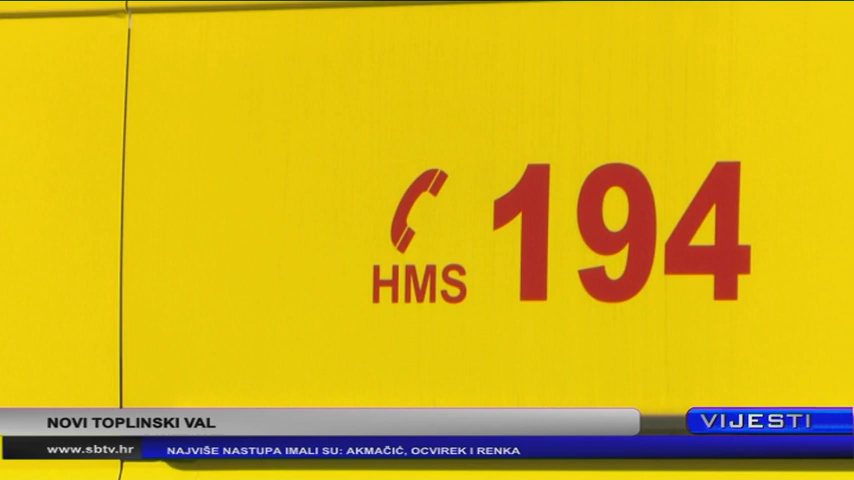 194
HMS
NOVI TOPLINSKI VAL
VIJESTI
www.sbtv.hr
NAJVIŠE NASTUPA IMALI SU: AKMAČIĆ, OCVIREK I RENKA